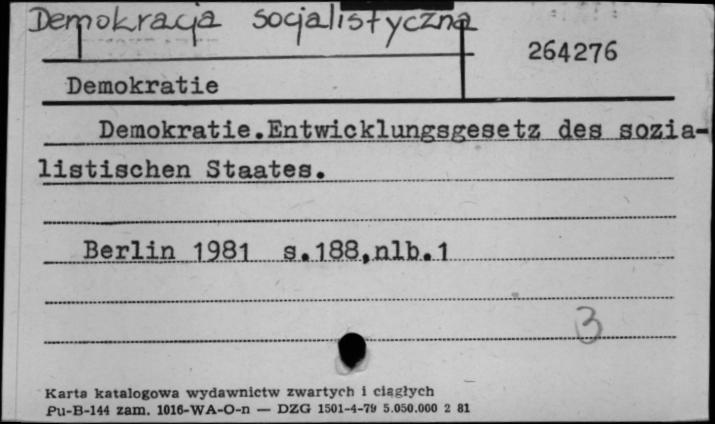 Demokracja socjalistyczna
264276
Demokratie
Demokratie.Entwicklungsgesetz des sozia-
listischen Staates.
Berlin 1981 s.188,nlb.1
3
Karta katalogowa wydawnictw zwartych i ciągłych
Pu-B-144 zam. 1016-WA-O-n — DZG 1501-4-79 5.050.000 2 81